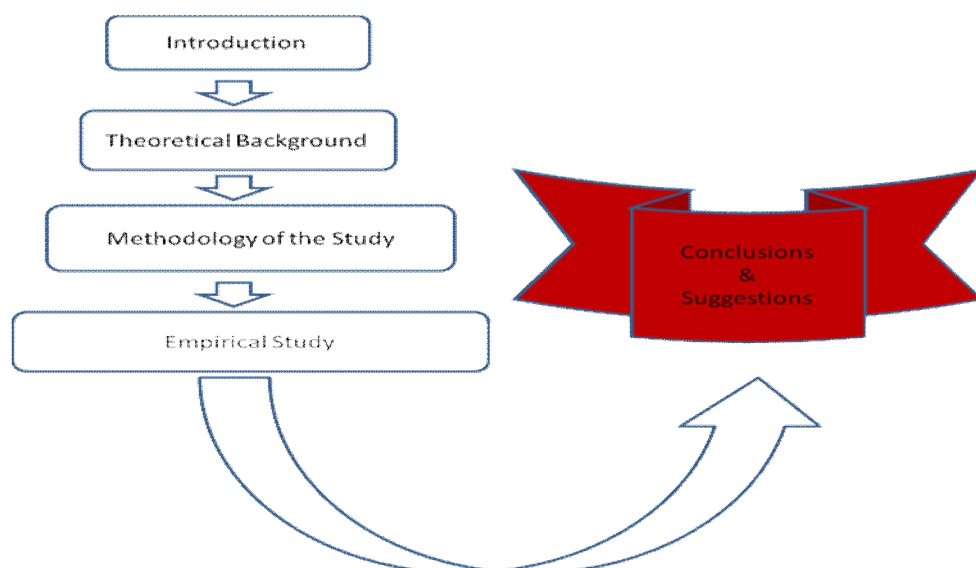 Introduction
Theoretical Background
Methodology of the Study
Empirical Study
Conclusions
&
Suggestions